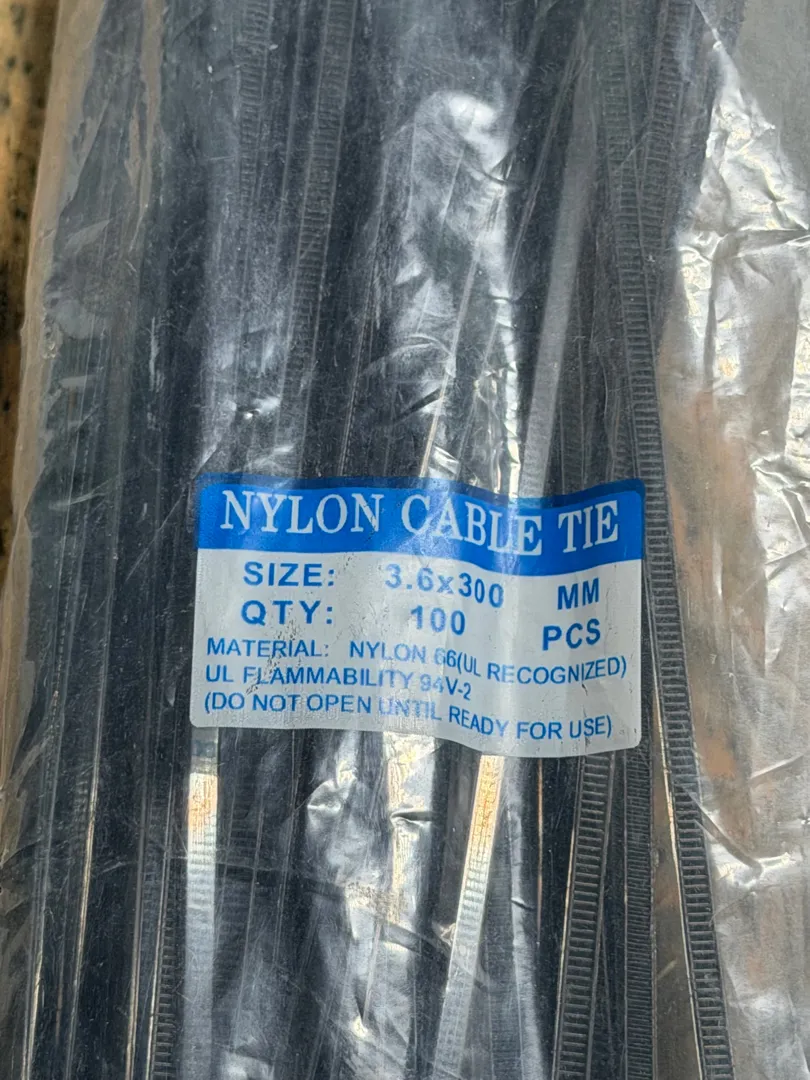 NYLON CABLE TIE
SIZE: 3.6x300 MM
QTY: 100 PCS
MATERIAL: NYLON 66(UL RECOGNIZED)
UL FLAMMABILITY 94V-2
(DO NOT OPEN UNTIL READY FOR USE)